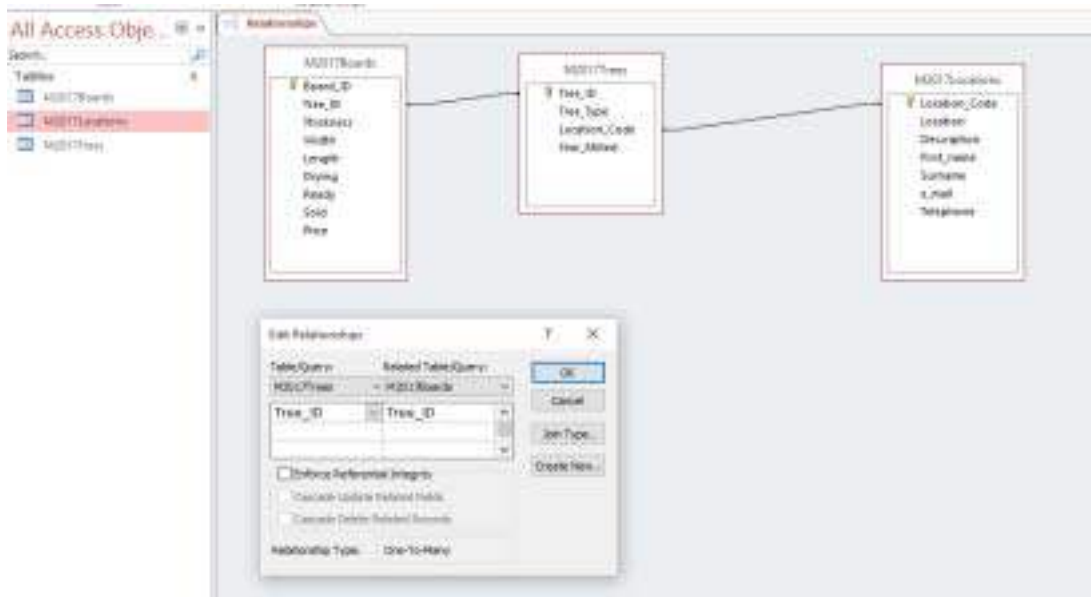 All Access Obje...
Search..
Tables
M2017Boards
M2017Locations
M2017Trees
Relationships
M2017Boards
Board_ID
Tree_ID
Thickness
Width
Length
Drying
Ready
Sold
Price
M2017Trees
Tree_ID
Tree_Type
Location_Code
Year_Milled
M2017Locations
Location_Code
Location
Description
First_name
Surname
e_mail
Telephone
Edit Relationships
? ×
Table/Query: Related Table/Query:
M2017Trees M2017Boards
Tree_ID Tree_ID
OK
Cancel
Join Type..
Create New..
Enforce Referential Integrity
Cascade Update Related Fields
Cascade Delete Related Records
Relationship Type: One-To-Many